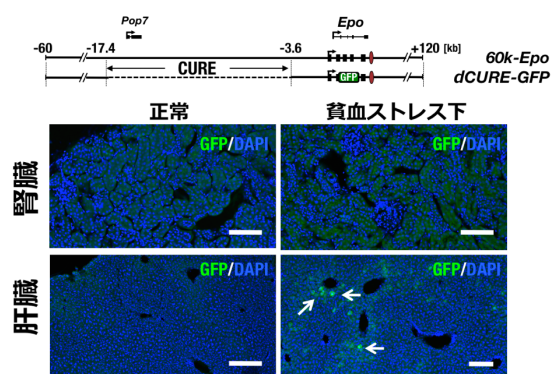 Pop7
Epo
-60
-17.4
-3.6
+120 [kb]
60k-Epo
CURE
GFP
dCURE-GFP
正常
貧血ストレス下
腎臓
GFP/DAPI
GFP/DAPI
肝臓
GFP/DAPI
GFP/DAPI